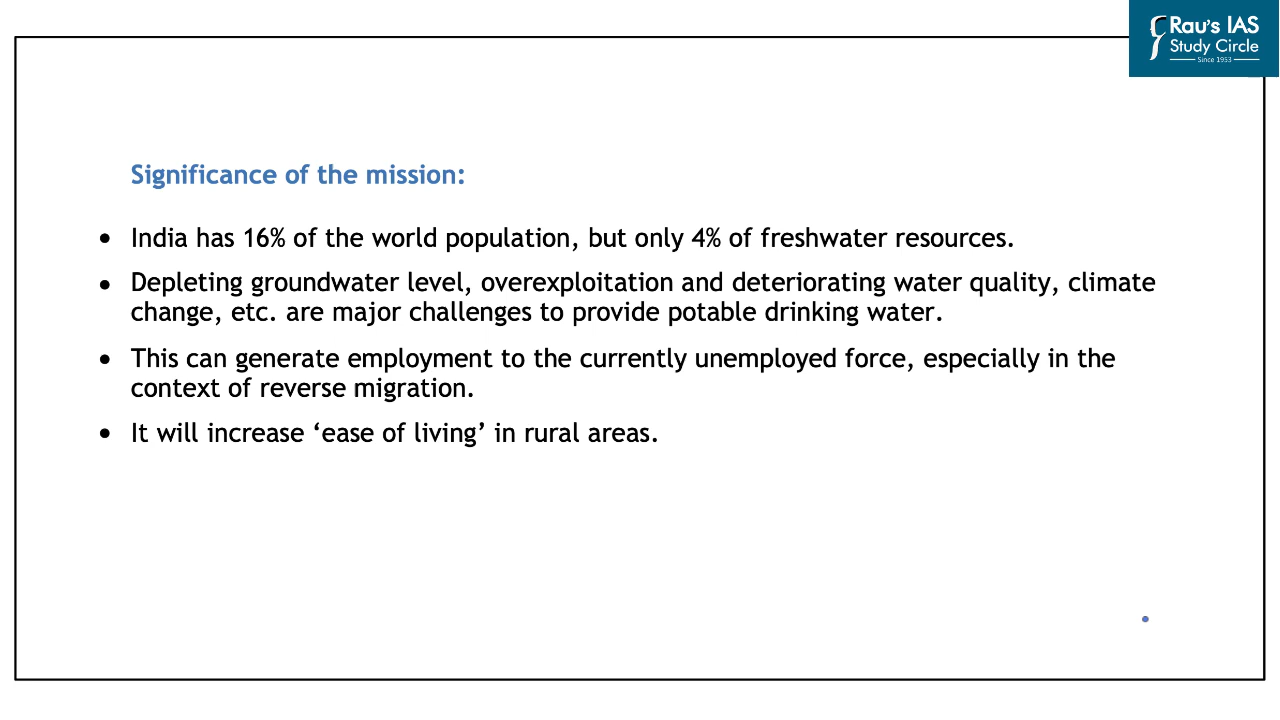 Rau's IAS
Study Circle
Since 1953
Significance of the mission:
• India has 16% of the world population, but only 4% of freshwater resources.
• Depleting groundwater level, overexploitation and deteriorating water quality, climate
change, etc. are major challenges to provide potable drinking water.
• This can generate employment to the currently unemployed force, especially in the
context of reverse migration.
• It will increase ‘ease of living’ in rural areas.